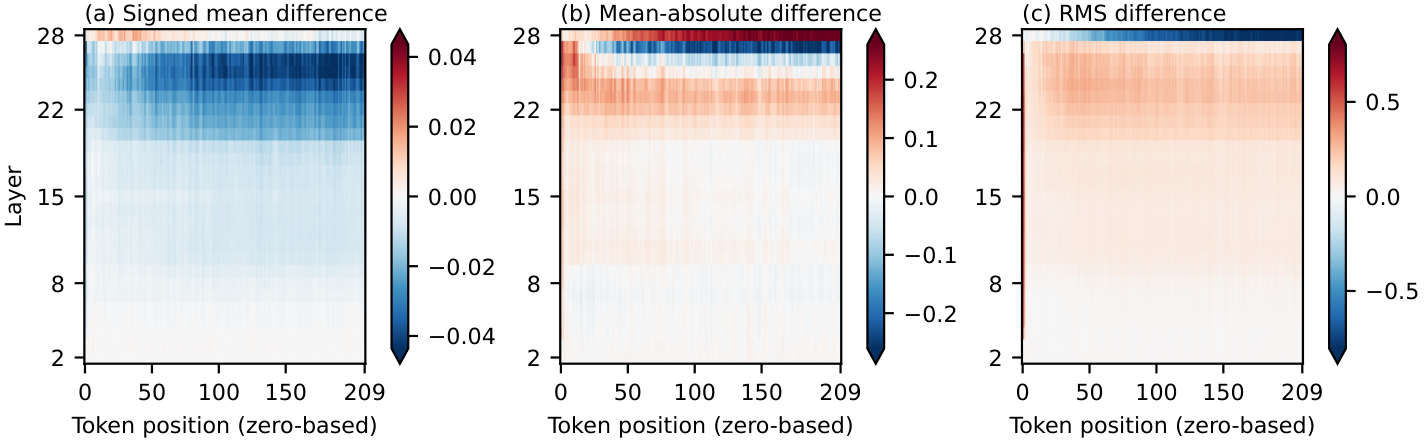 (a) Signed mean difference
(b) Mean-absolute difference
(c) RMS difference
Layer
28
22
15
8
2
0 50 100 150 209
Token position (zero-based)
0.04
0.02
0.00
−0.02
−0.04
28
22
15
8
2
0 50 100 150 209
Token position (zero-based)
0.2
0.1
0.0
−0.1
−0.2
28
22
15
8
2
0 50 100 150 209
Token position (zero-based)
0.5
0.0
−0.5